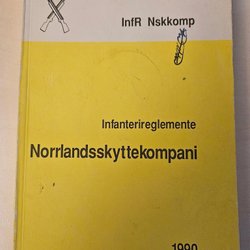 InfR Nskkomp
Infanterireglemente
Norrlandsskyttekompani
1990